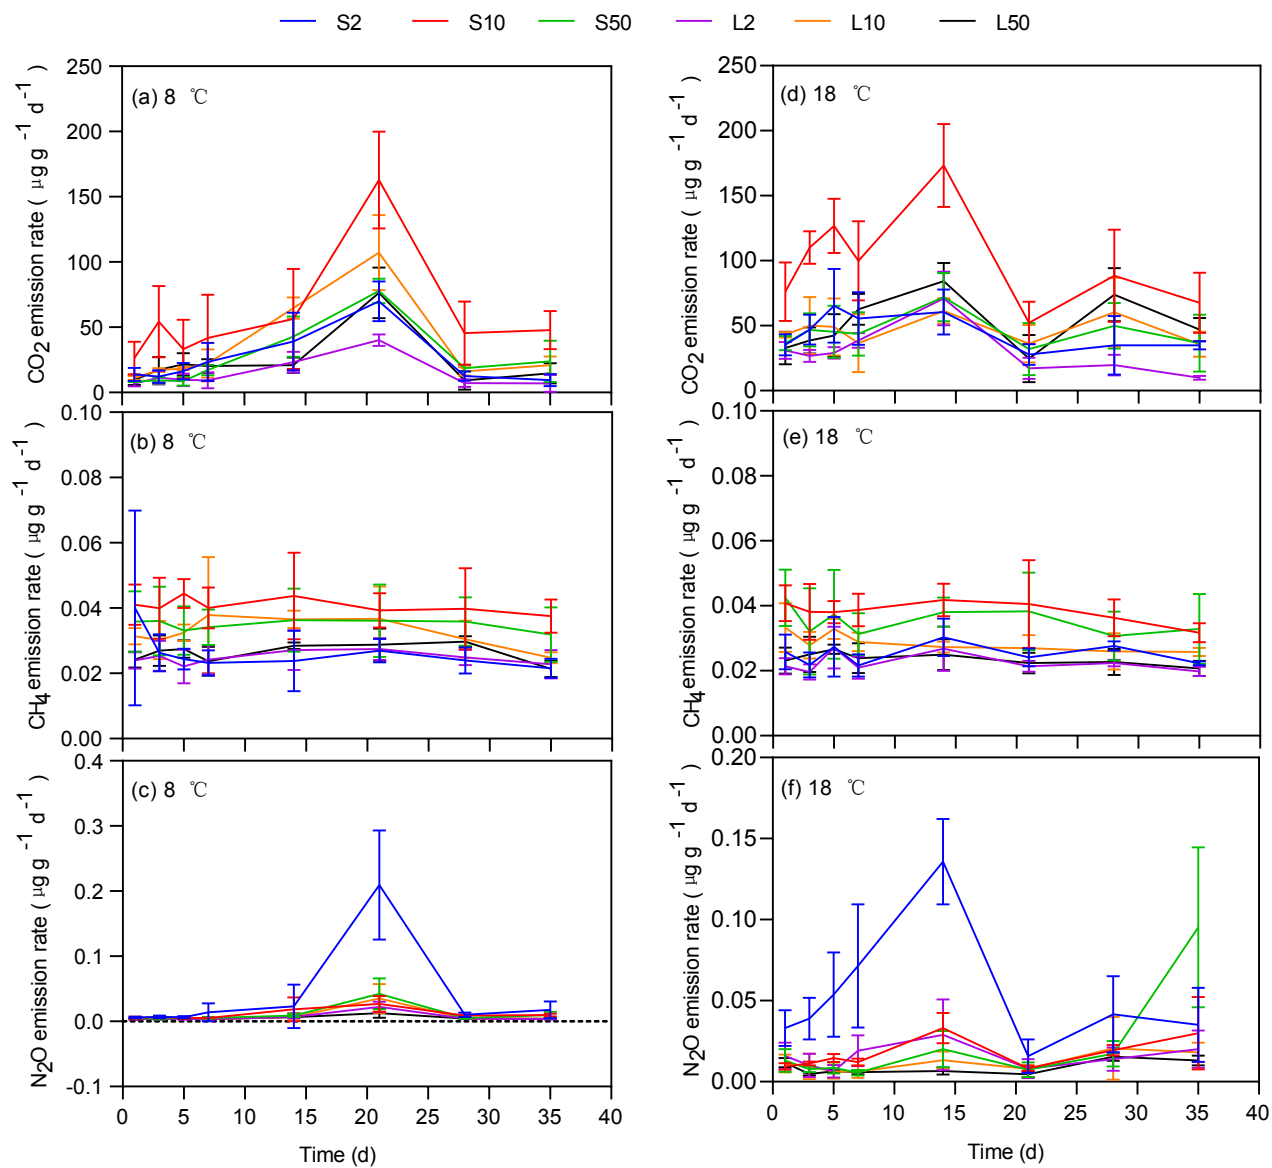 S2 S10 S50 L2 L10 L50
(a) 8 ℃
CO2 emission rate ( μg g -1 d-1 )
250
200
150
100
50
0
(d) 18 ℃
CO2 emission rate ( μg g -1 d-1 )
250
200
150
100
50
0
(b) 8 ℃
CH4 emission rate ( μg g -1 d-1 )
0.10
0.08
0.06
0.04
0.02
0.00
(e) 18 ℃
CH4 emission rate ( μg g -1 d-1 )
0.10
0.08
0.06
0.04
0.02
0.00
(c) 8 ℃
N2O emission rate ( μg g -1 d-1 )
0.4
0.3
0.2
0.1
0.0
-0.1
0 5 10 15 20 25 30 35 40
Time (d)
(f) 18 ℃
N2O emission rate ( μg g -1 d-1 )
0.20
0.15
0.10
0.05
0.00
0 5 10 15 20 25 30 35 40
Time (d)